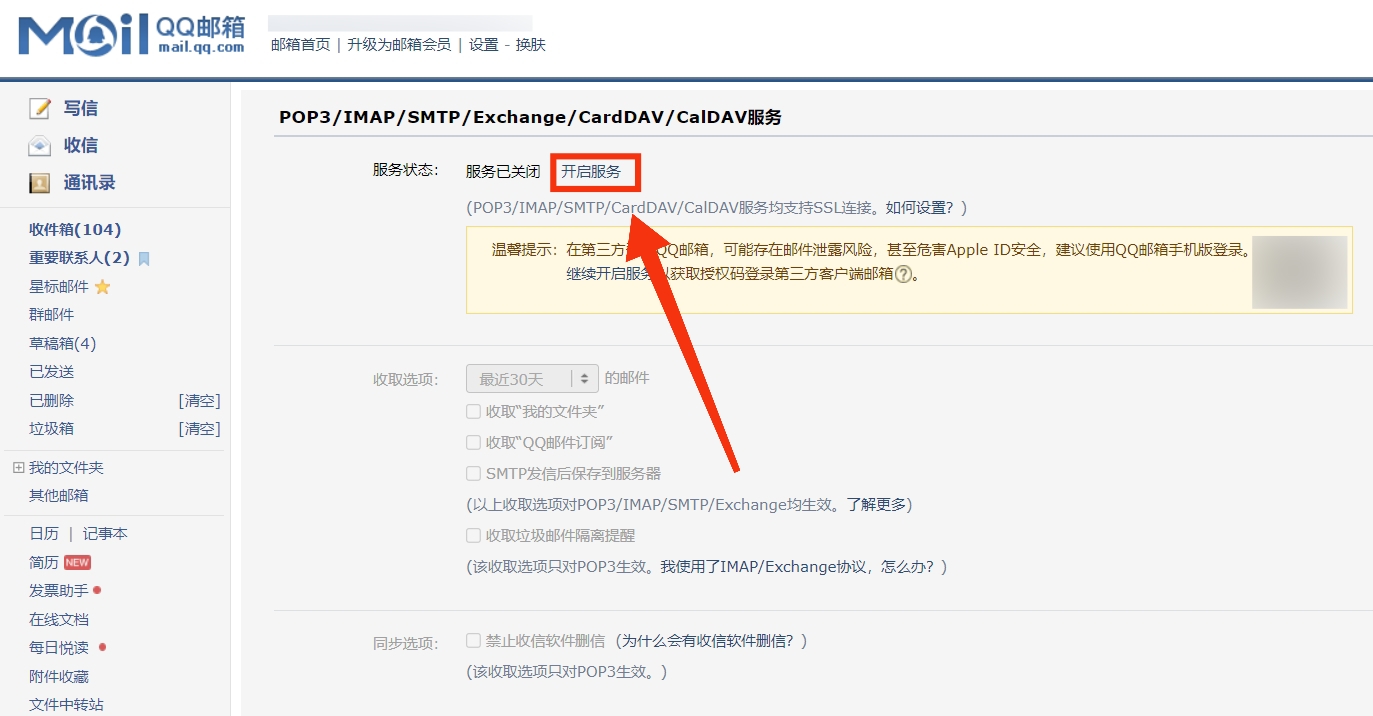 Mail QQ邮箱
mail.qq.com
邮箱首页 | 升级为邮箱会员 | 设置 - 换肤
写信
收信
通讯录
收件箱(104)
重要联系人(2)
星标邮件
群邮件
草稿箱(4)
已发送
已删除 [清空]
垃圾箱 [清空]
我的文件夹
其他邮箱
日历 | 记事本
简历 NEW
发票助手
在线文档
每日悦读
附件收藏
文件中转站
POP3/IMAP/SMTP/Exchange/CardDAV/CalDAV服务
服务状态： 服务已关闭 开启服务
(POP3/IMAP/SMTP/CardDAV/CalDAV服务均支持SSL连接。如何设置？)
温馨提示：在第三方 QQ邮箱，可能存在邮件泄露风险，甚至危害Apple ID安全，建议使用QQ邮箱手机版登录。
继续开启服务 以获取授权码登录第三方客户端邮箱?。
收取选项： 最近30天 的邮件
收取“我的文件夹”
收取“QQ邮件订阅”
SMTP发信后保存到服务器
(以上收取选项对POP3/IMAP/SMTP/Exchange均生效。了解更多)
收取垃圾邮件隔离提醒
(该收取选项只对POP3生效。我使用了IMAP/Exchange协议，怎么办？)
同步选项： 禁止收信软件删信 (为什么会有收信软件删信？)
(该收取选项只对POP3生效。)